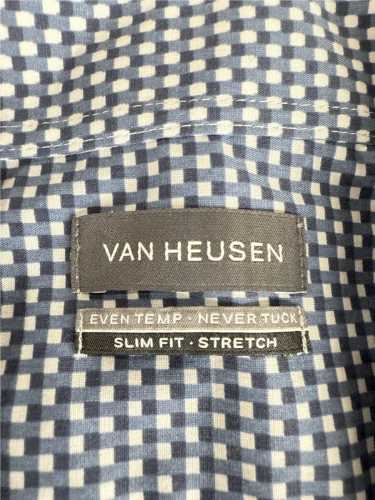 VAN HEUSEN
EVEN TEMP · NEVER TUCK
SLIM FIT · STRETCH